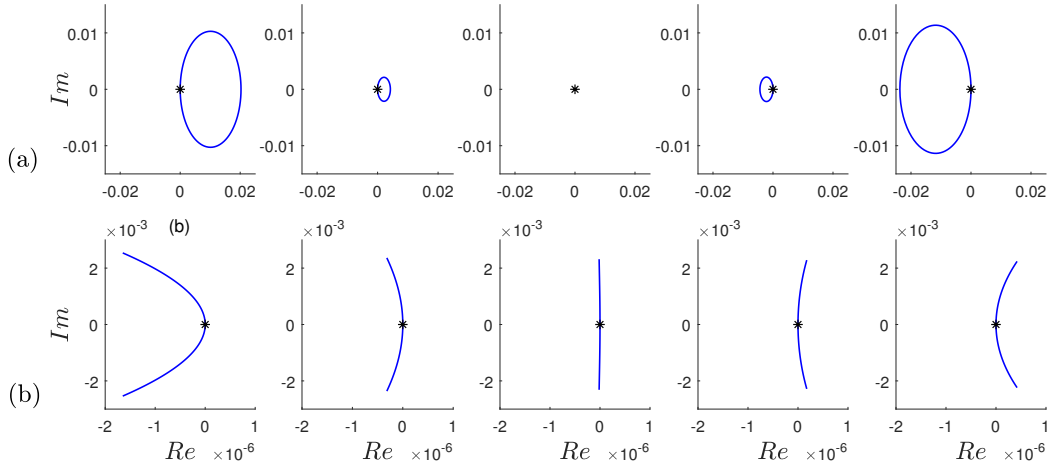 0.01 0.01 0.01 0.01 0.01
Im 0 0 0 0 0
(a) -0.01 -0.01 -0.01 -0.01 -0.01
-0.02 0 0.02 -0.02 0 0.02 -0.02 0 0.02 -0.02 0 0.02 -0.02 0 0.02
×10⁻³ (b) ×10⁻³ ×10⁻³ ×10⁻³ ×10⁻³
2 2 2 2 2
Im 0 0 0 0 0
(b) -2 -2 -2 -2 -2
-2 -1 0 1 -2 -1 0 1 -2 -1 0 1 -2 -1 0 1 -2 -1 0 1
Re ×10⁻⁶ Re ×10⁻⁶ Re ×10⁻⁶ Re ×10⁻⁶ Re ×10⁻⁶